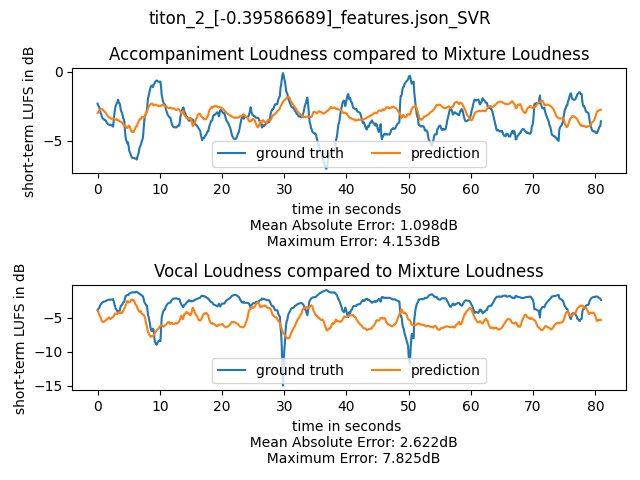 titon_2_[-0.39586689]_features.json_SVR
Accompaniment Loudness compared to Mixture Loudness
short-term LUFS in dB
0
−5
ground truth
prediction
0
10
20
30
40
50
60
70
80
time in seconds
Mean Absolute Error: 1.098dB
Maximum Error: 4.153dB
Vocal Loudness compared to Mixture Loudness
short-term LUFS in dB
−5
−10
−15
ground truth
prediction
0
10
20
30
40
50
60
70
80
time in seconds
Mean Absolute Error: 2.622dB
Maximum Error: 7.825dB